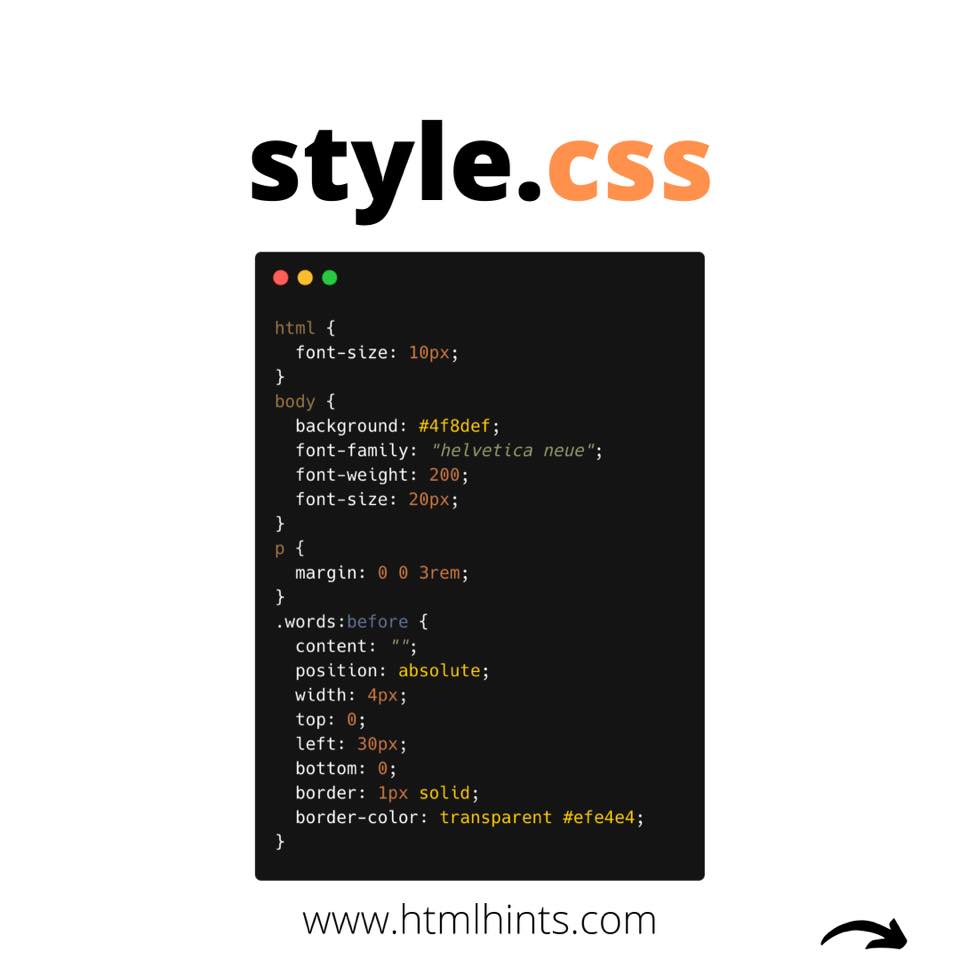 style.css
html {
  font-size: 10px;
}
body {
  background: #4f8def;
  font-family: "helvetica neue";
  font-weight: 200;
  font-size: 20px;
}
p {
  margin: 0 0 3rem;
}
.words:before {
  content: "";
  position: absolute;
  width: 4px;
  top: 0;
  left: 30px;
  bottom: 0;
  border: 1px solid;
  border-color: transparent #efe4e4;
}
www.htmlhints.com